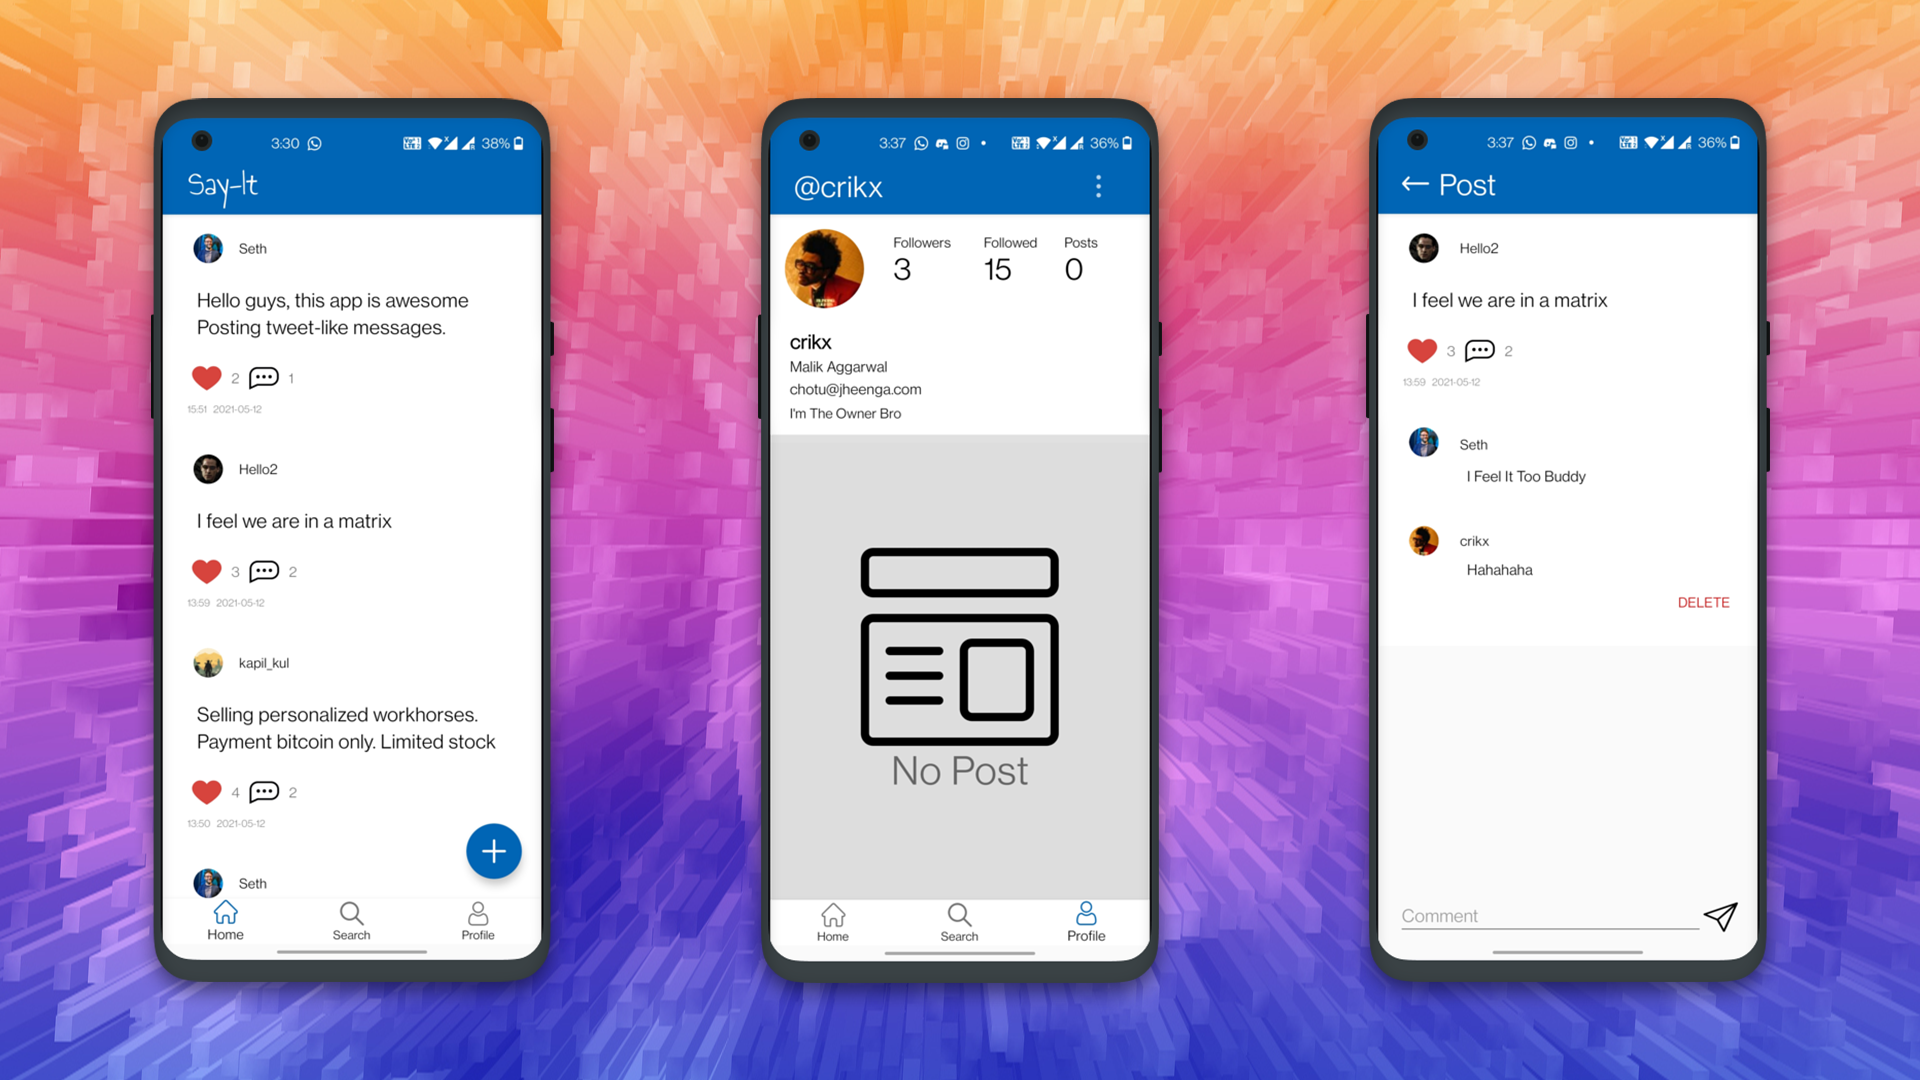 3:30
38%
Say-It
Seth
Hello guys, this app is awesome
Posting tweet-like messages.
2 1
15:51 2021-05-12
Hello2
I feel we are in a matrix
3 2
13:59 2021-05-12
kapil_kul
Selling personalized workhorses.
Payment bitcoin only. Limited stock
4 2
13:50 2021-05-12
+
Seth
Home Search Profile
3:37
36%
@crikx
Followers Followed Posts
3 15 0
crikx
Malik Aggarwal
chotu@jheenga.com
I'm The Owner Bro
No Post
Home Search Profile
3:37
36%
← Post
Hello2
I feel we are in a matrix
3 2
13:59 2021-05-12
Seth
I Feel It Too Buddy
crikx
Hahahaha
DELETE
Comment